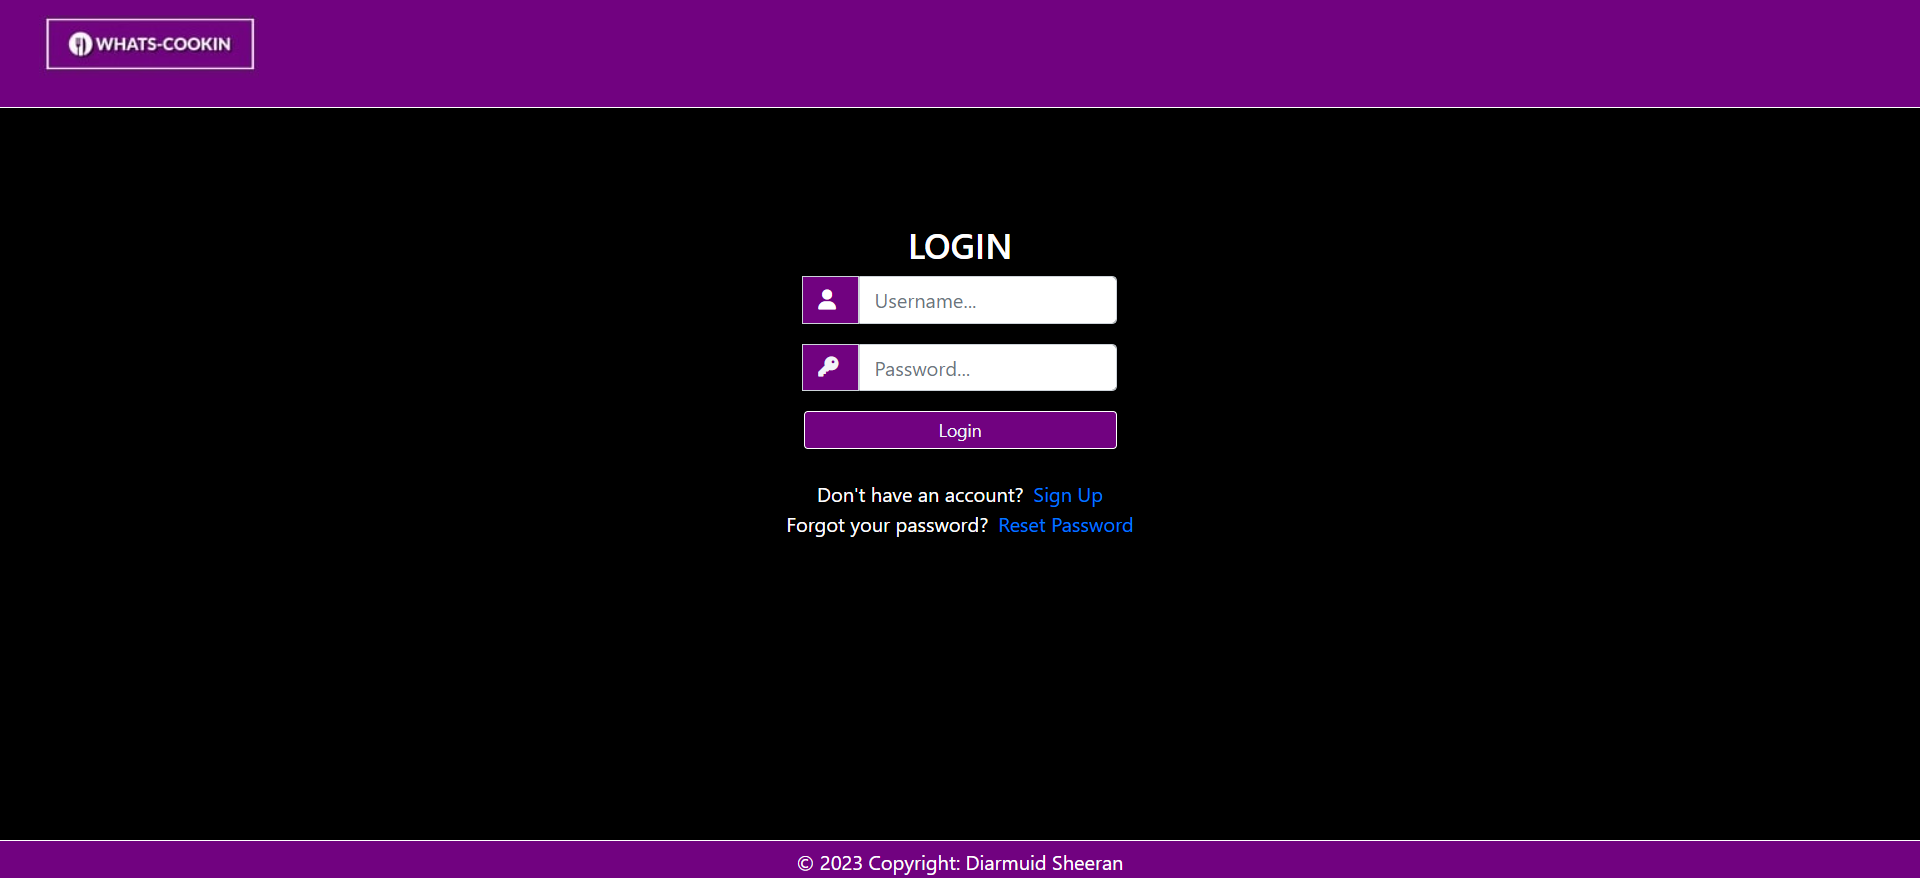 WHATS-COOKIN
LOGIN
Username...
Password...
Login
Don't have an account? Sign Up
Forgot your password? Reset Password
© 2023 Copyright: Diarmuid Sheeran